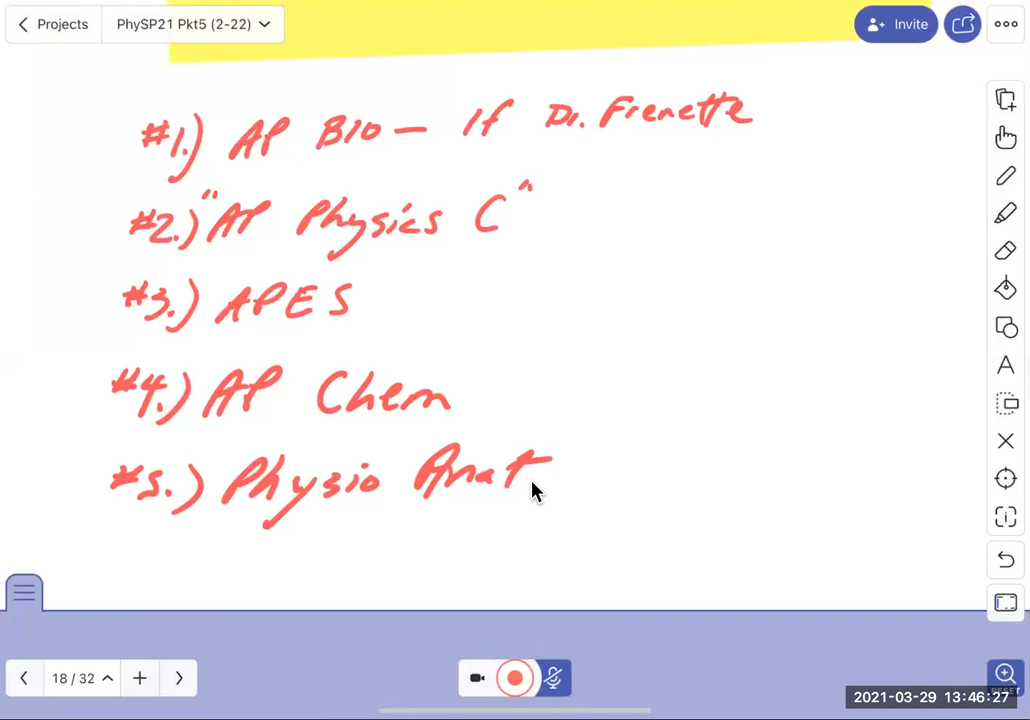 Projects PhySP21 Pkt5 (2-22) Invite
#1.) AP BIO — If Dr. Frenette
#2.) "AP Physics C"
#3.) APES
#4.) AP Chem
#5.) Physio Anat
A
18 / 32
RESET
2021-03-29 13:46:27